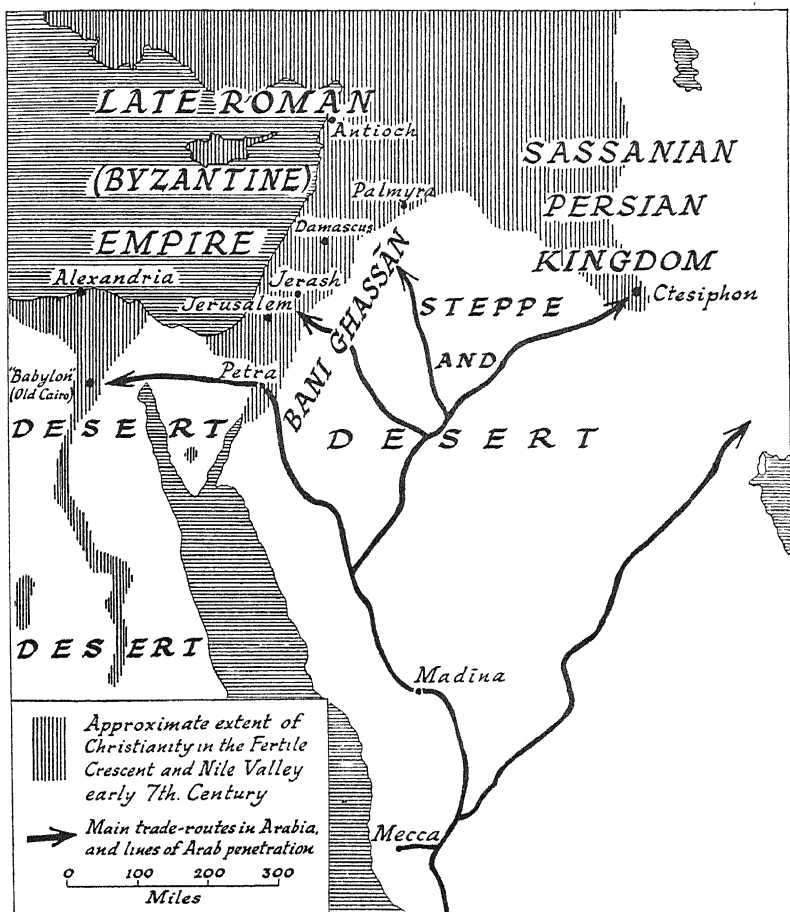 LATE ROMAN
Antioch
(BYZANTINE)
SASSANIAN
PERSIAN
KINGDOM
Palmyra
Damascus
EMPIRE
Alexandria
Jerash
Jerusalem
BANI GHASSĀN
STEPPE
AND
DESERT
Ctesiphon
Petra
"Babylon"
(Old Cairo)
DESERT
DESERT
Madīna
Mecca
Approximate extent of
Christianity in the Fertile
Crescent and Nile Valley
early 7th. Century
Main trade-routes in Arabia,
and lines of Arab penetration
0 100 200 300
Miles